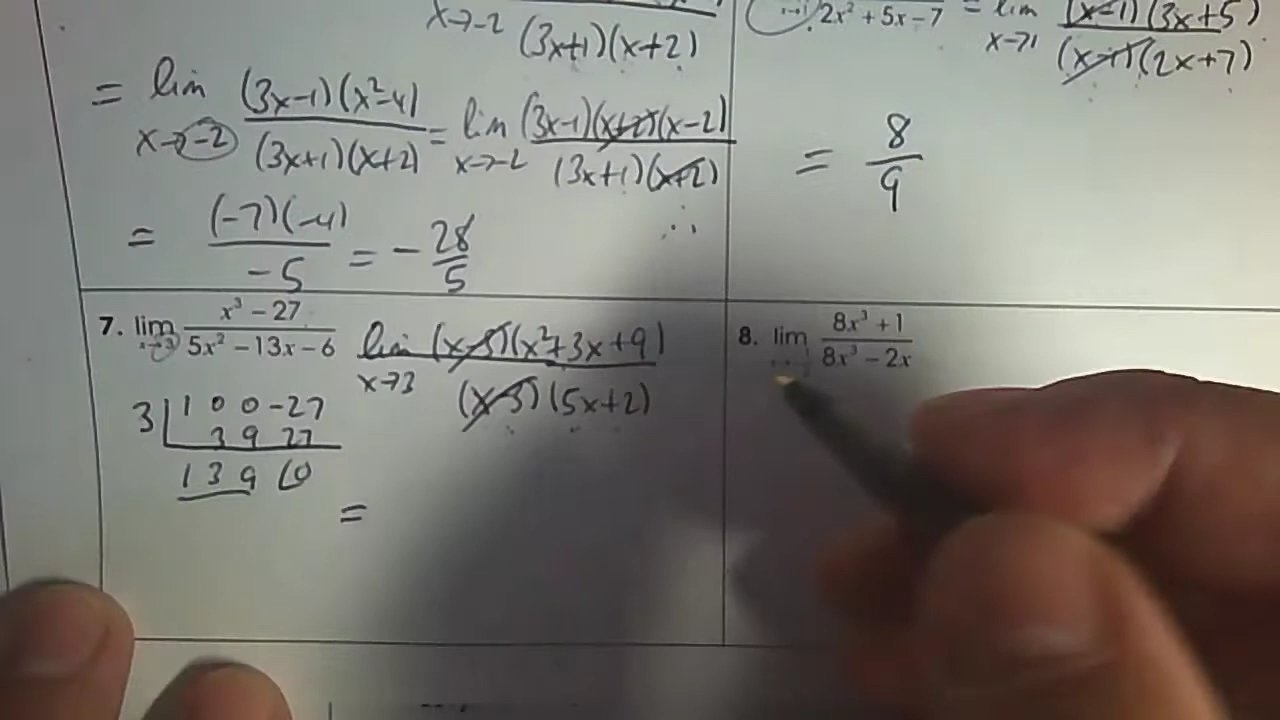 x→-2 (3x+1)(x+2)
= lim (3x-1)(x²-4) / (3x+1)(x+2) = lim (3x-1)(x+2)(x-2) / (3x+1)(x+2)
x→-2 x→-2
= (-7)(-4) / -5 = - 28/5
2x² + 5x - 7 = lim (x-1)(3x+5) / (x-1)(2x+7)
x→1
= 8/9
7. lim x³ - 27 / 5x² - 13x - 6 lim (x-3)(x²+3x+9) / (x-3)(5x+2)
x→3 x→3
3 1 0 0 -27
3 9 27
1 3 9 0
=
8. lim 8x³ + 1 / 8x³ - 2x